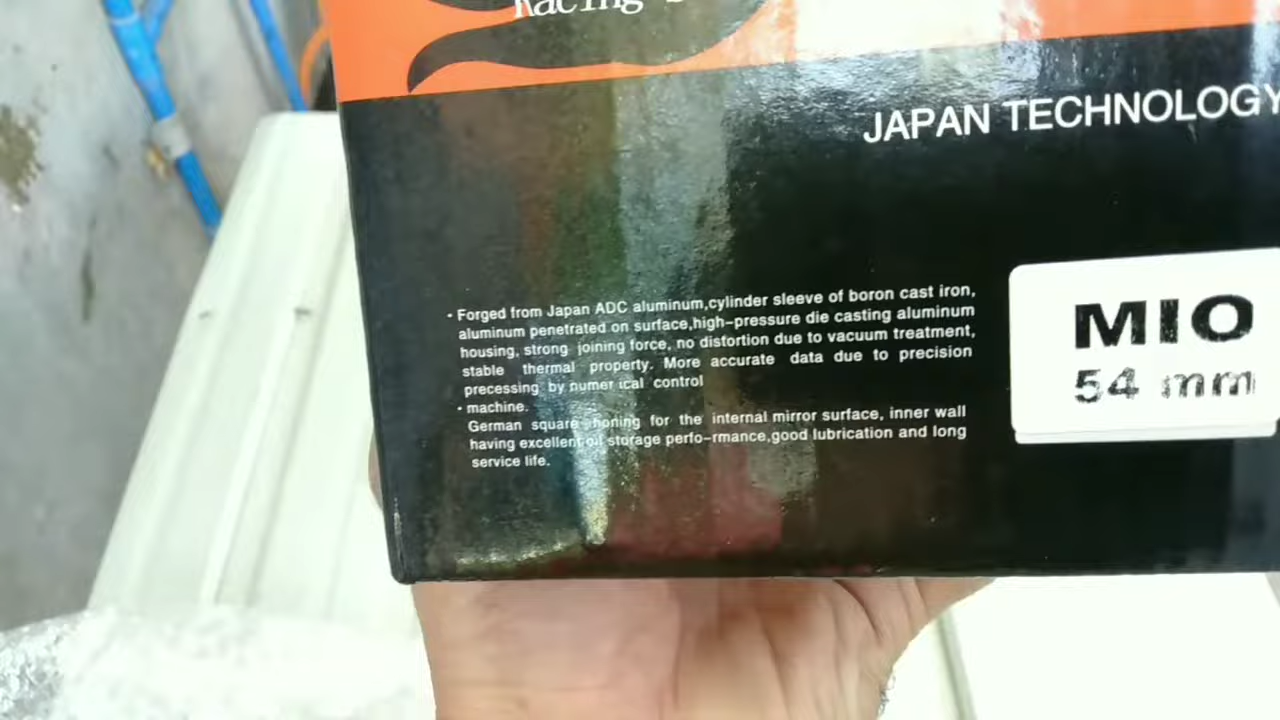 Racing
JAPAN TECHNOLOGY
• Forged from Japan ADC aluminum,cylinder sleeve of boron cast iron,
aluminum penetrated on surface,high-pressure die casting aluminum
housing, strong joining force, no distortion due to vacuum treatment,
stable thermal property. More accurate data due to precision
precessing by numer ical control
• machine.
German square honing for the internal mirror surface, inner wall
having excellent oil storage perfo-rmance,good lubrication and long
service life.
MIO
54 mm